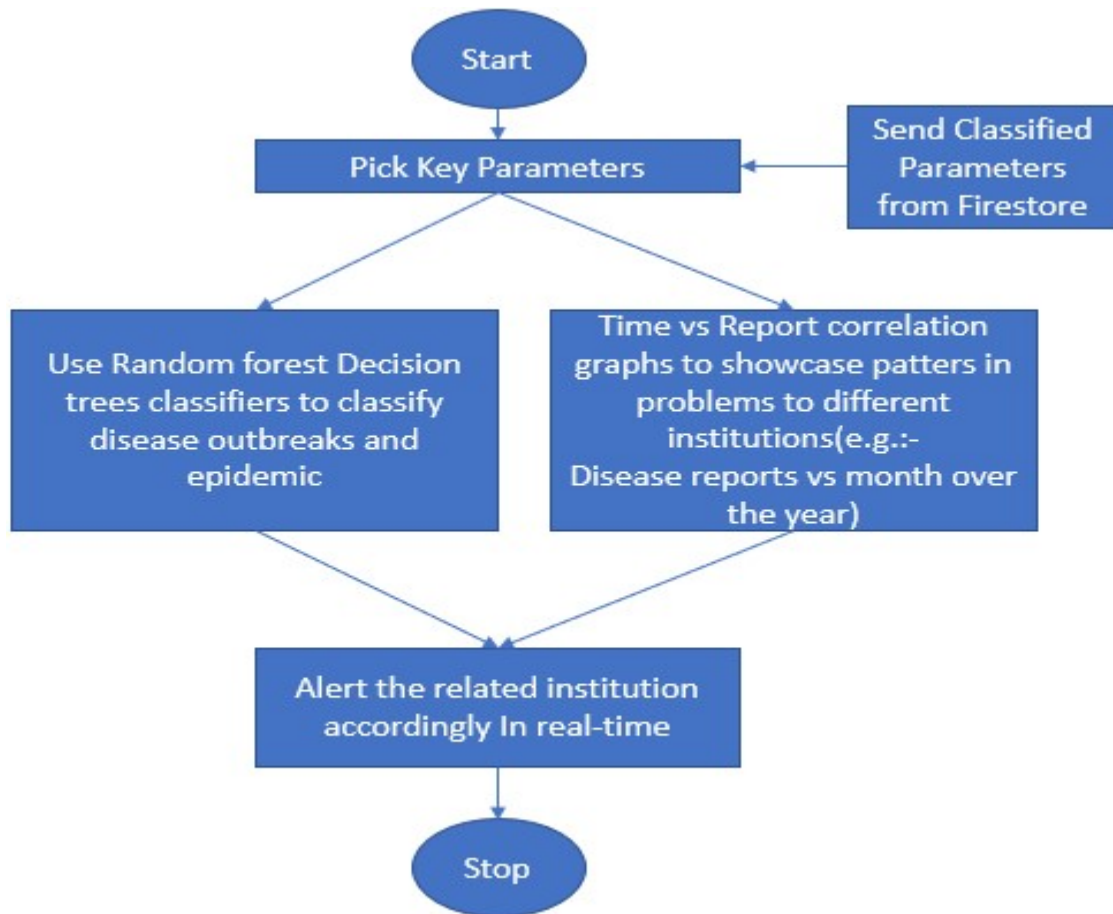 Start
Pick Key Parameters
Send Classified
Parameters
from Firestore
Use Random forest Decision
trees classifiers to classify
disease outbreaks and
epidemic
Time vs Report correlation
graphs to showcase patters in
problems to different
institutions(e.g.:-
Disease reports vs month over
the year)
Alert the related institution
accordingly In real-time
Stop